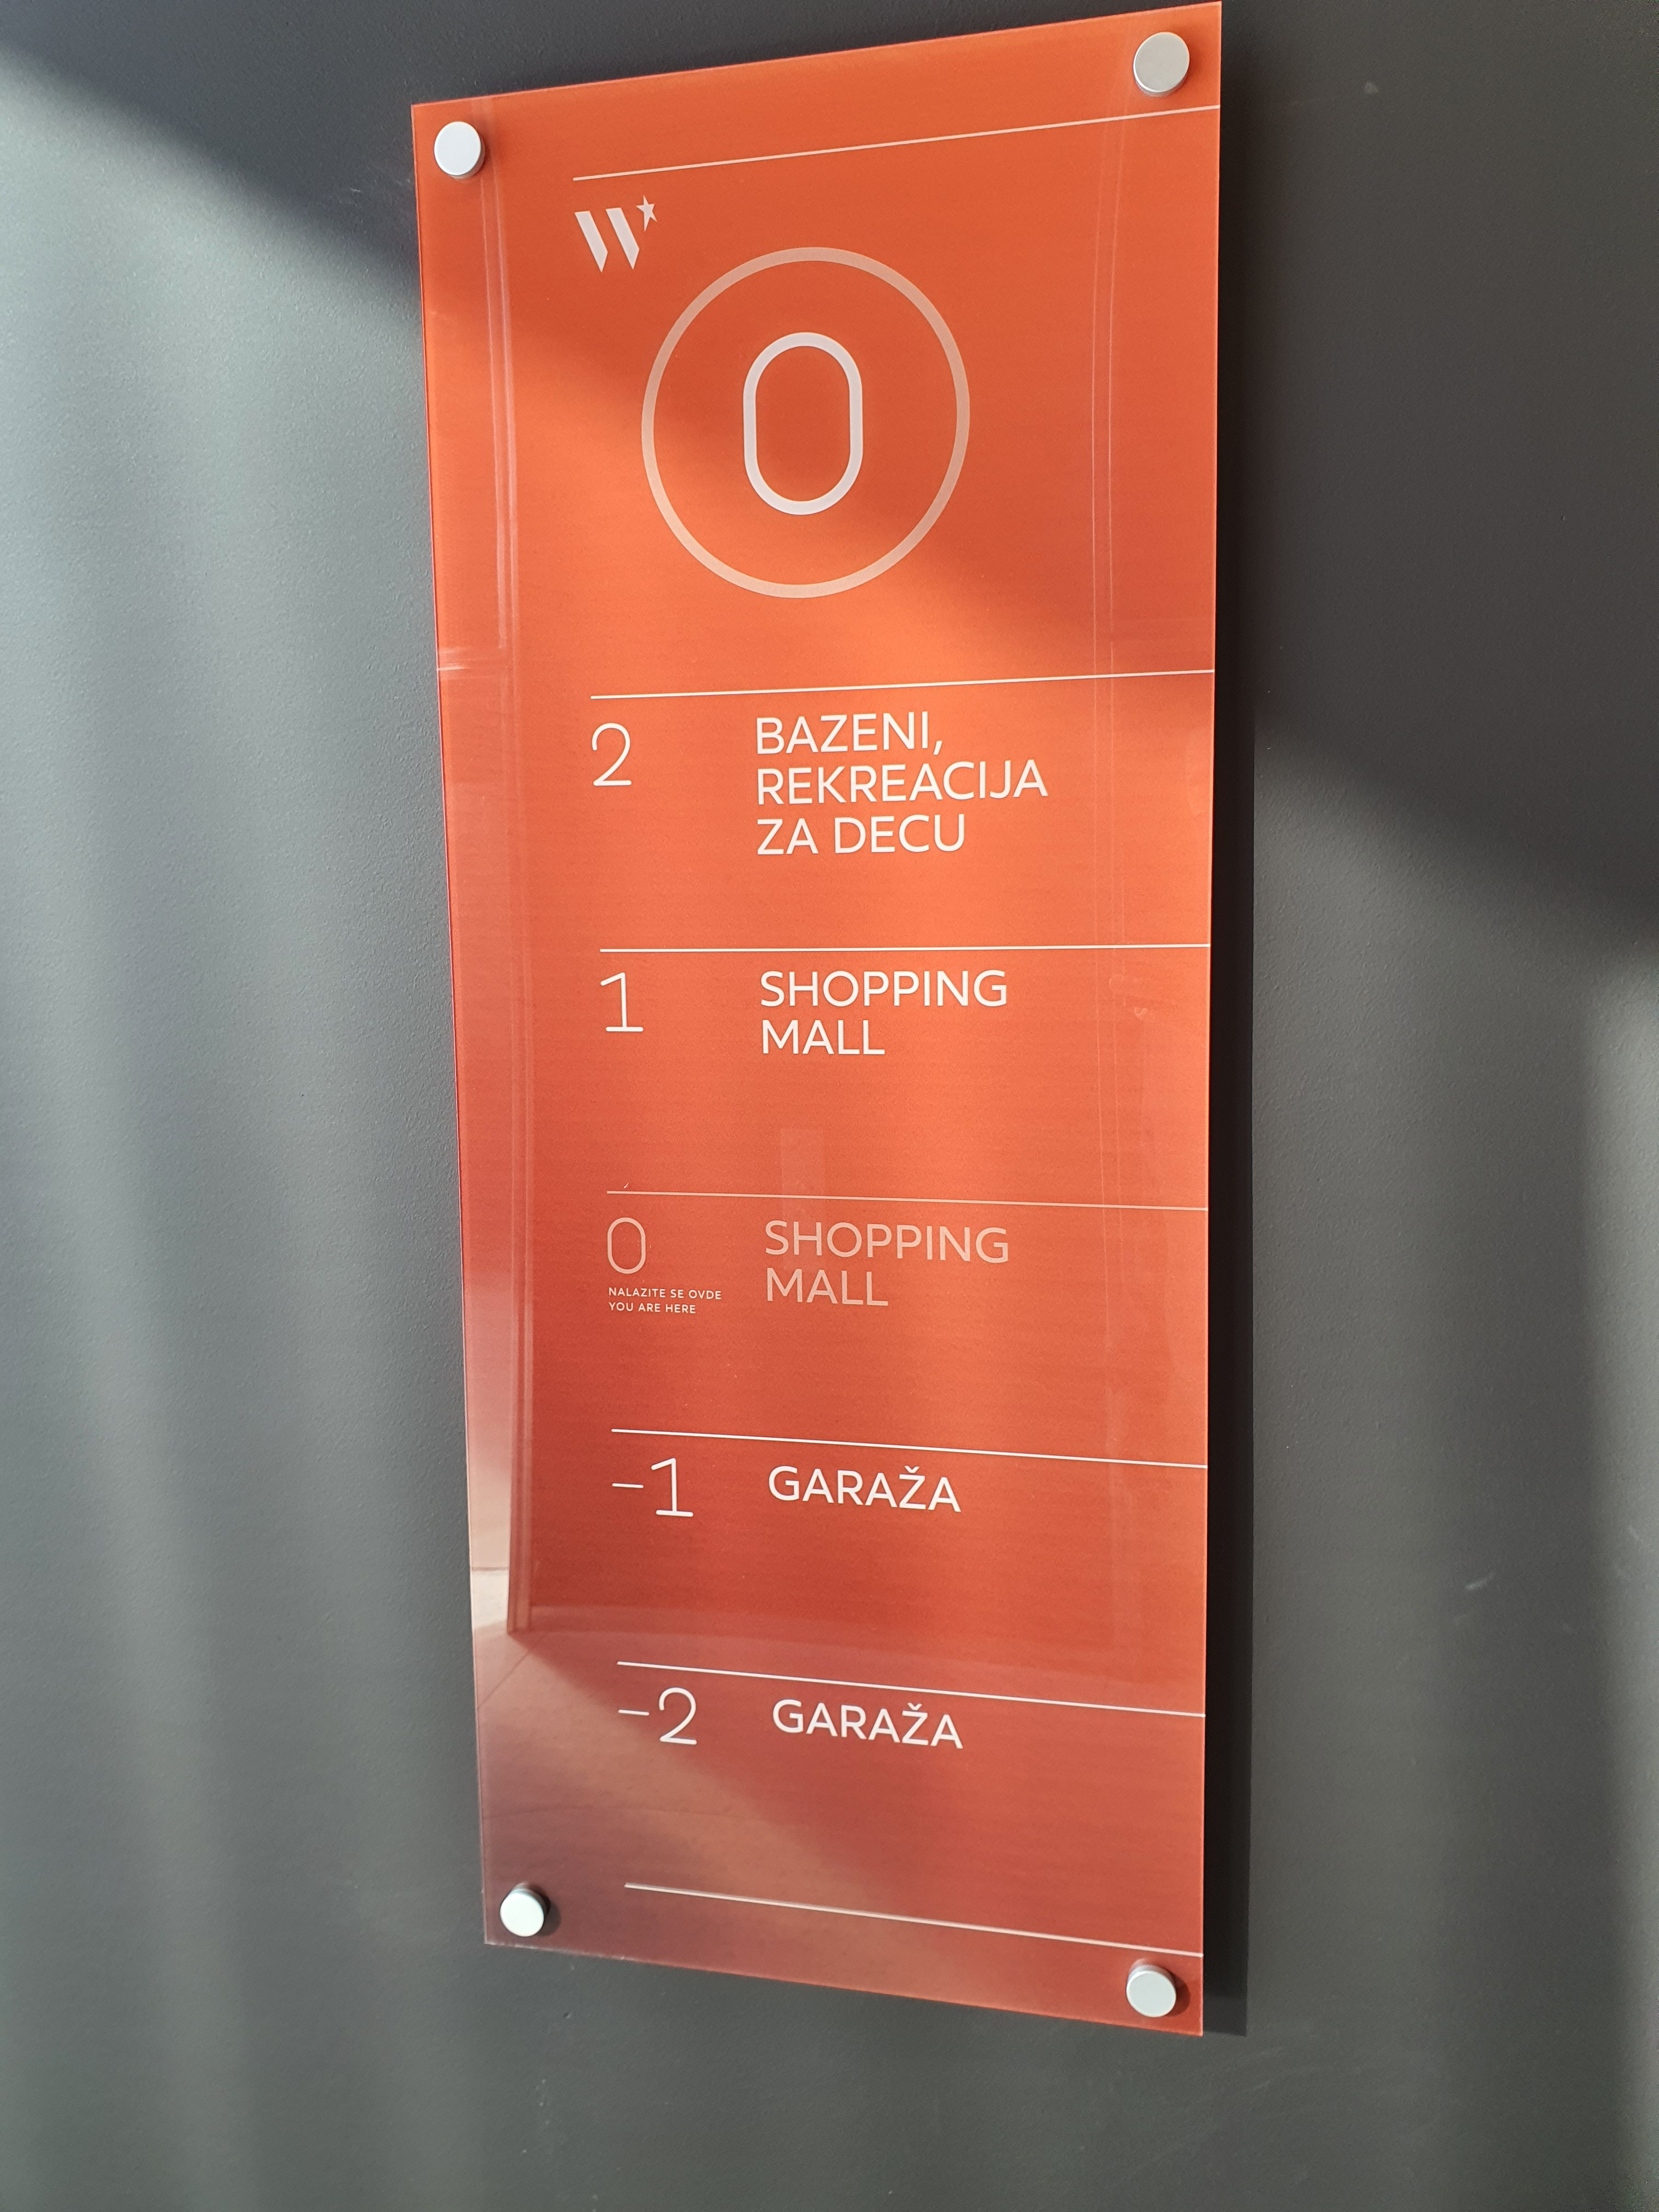 W
0
2 BAZENI,
REKREACIJA
ZA DECU
1 SHOPPING
MALL
0 SHOPPING
MALL
NALAZITE SE OVDE
YOU ARE HERE
-1 GARAŽA
-2 GARAŽA